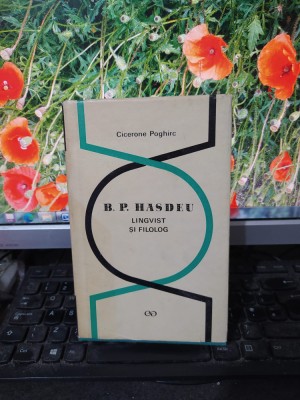 Cicerone Poghirc
B. P. HASDEU
LINGVIST
ȘI FILOLOG